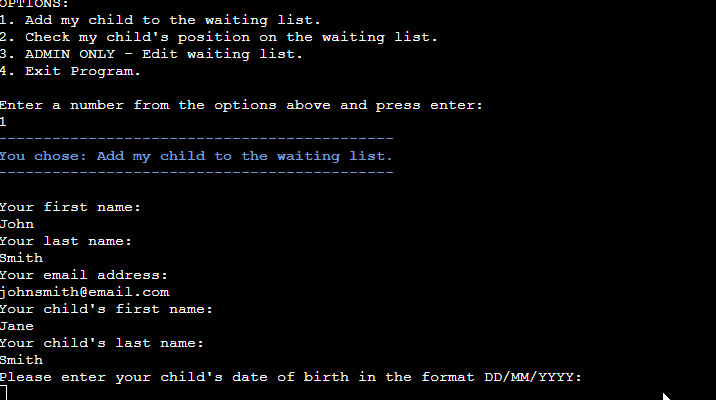 OPTIONS:
1. Add my child to the waiting list.
2. Check my child's position on the waiting list.
3. ADMIN ONLY - Edit waiting list.
4. Exit Program.
Enter a number from the options above and press enter:
1
---------------------------------------------
You chose: Add my child to the waiting list.
---------------------------------------------
Your first name:
John
Your last name:
Smith
Your email address:
johnsmith@email.com
Your child's first name:
Jane
Your child's last name:
Smith
Please enter your child's date of birth in the format DD/MM/YYYY: